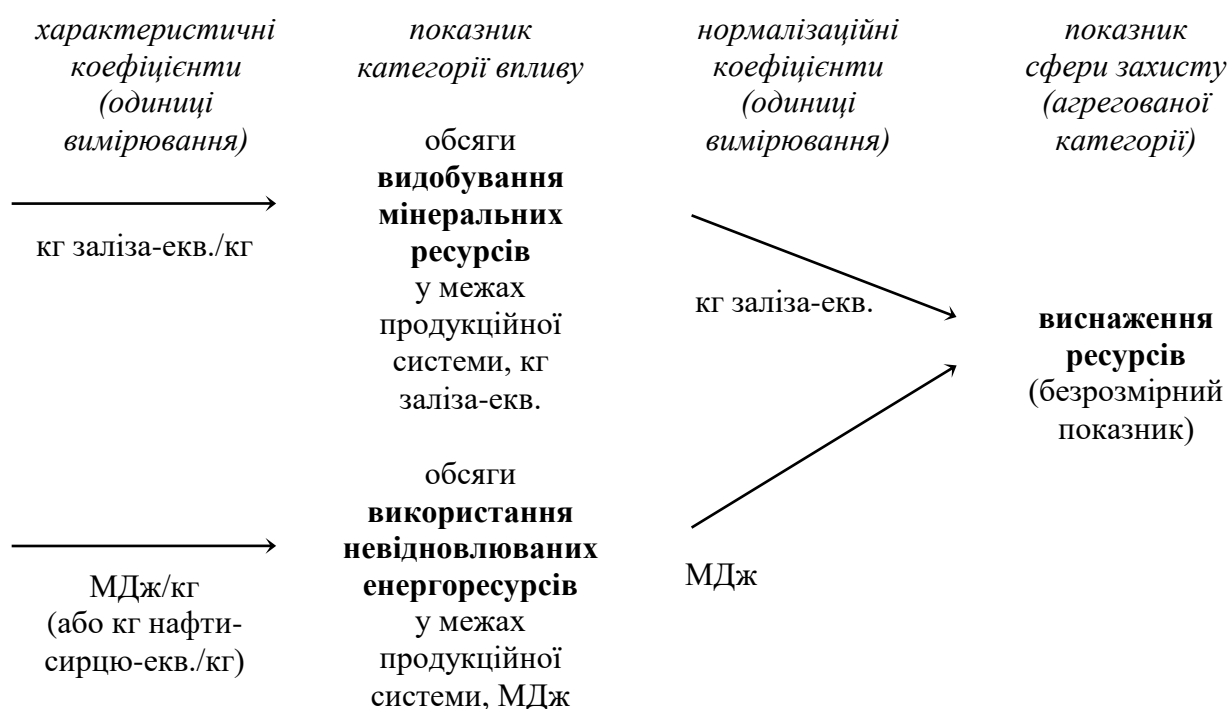 характеристичні
коефіцієнти
(одиниці
вимірювання)
показник
категорії впливу
нормалізаційні
коефіцієнти
(одиниці
вимірювання)
показник
сфери захисту
(агрегованої
категорії)
кг заліза-екв./кг
обсяги
видобування
мінеральних
ресурсів
у межах
продукційної
системи, кг
заліза-екв.
кг заліза-екв.
виснаження
ресурсів
(безрозмірний
показник)
МДж/кг
(або кг нафти-
сирцю-екв./кг)
обсяги
використання
невідновлюваних
енергоресурсів
у межах
продукційної
системи, МДж
МДж